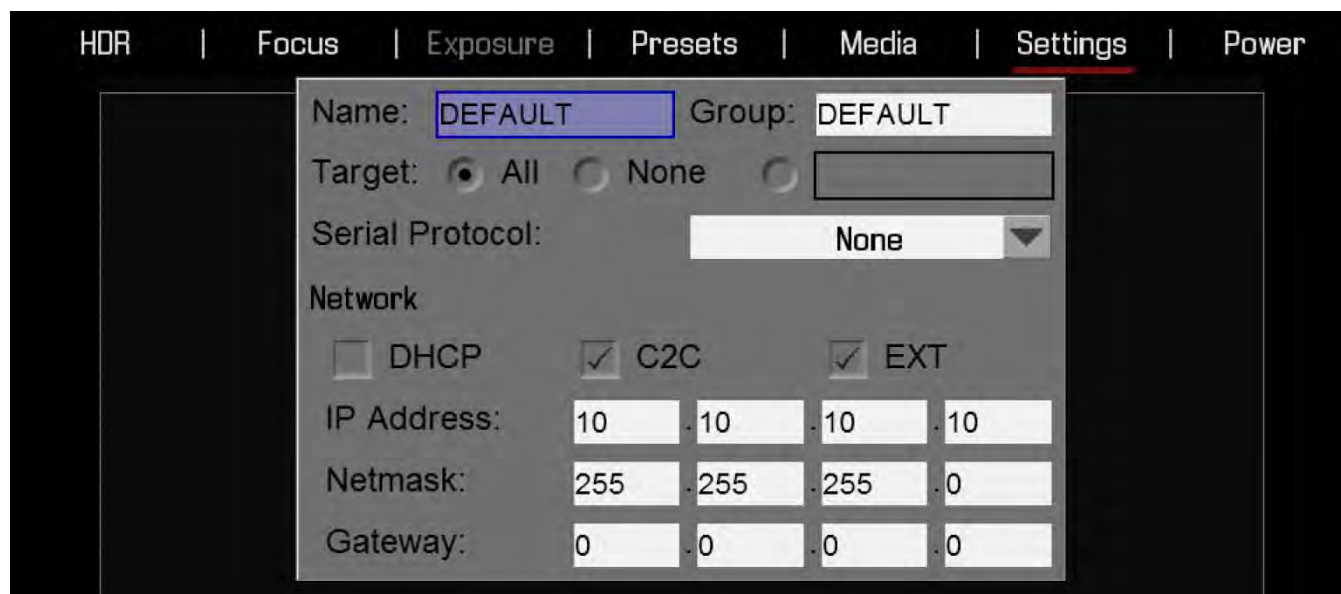 HDR | Focus | Exposure | Presets | Media | Settings | Power
Name: DEFAULT Group: DEFAULT
Target: All None
Serial Protocol: None
Network
DHCP C2C EXT
IP Address: 10 . 10 . 10 . 10
Netmask: 255 . 255 . 255 . 0
Gateway: 0 . 0 . 0 . 0